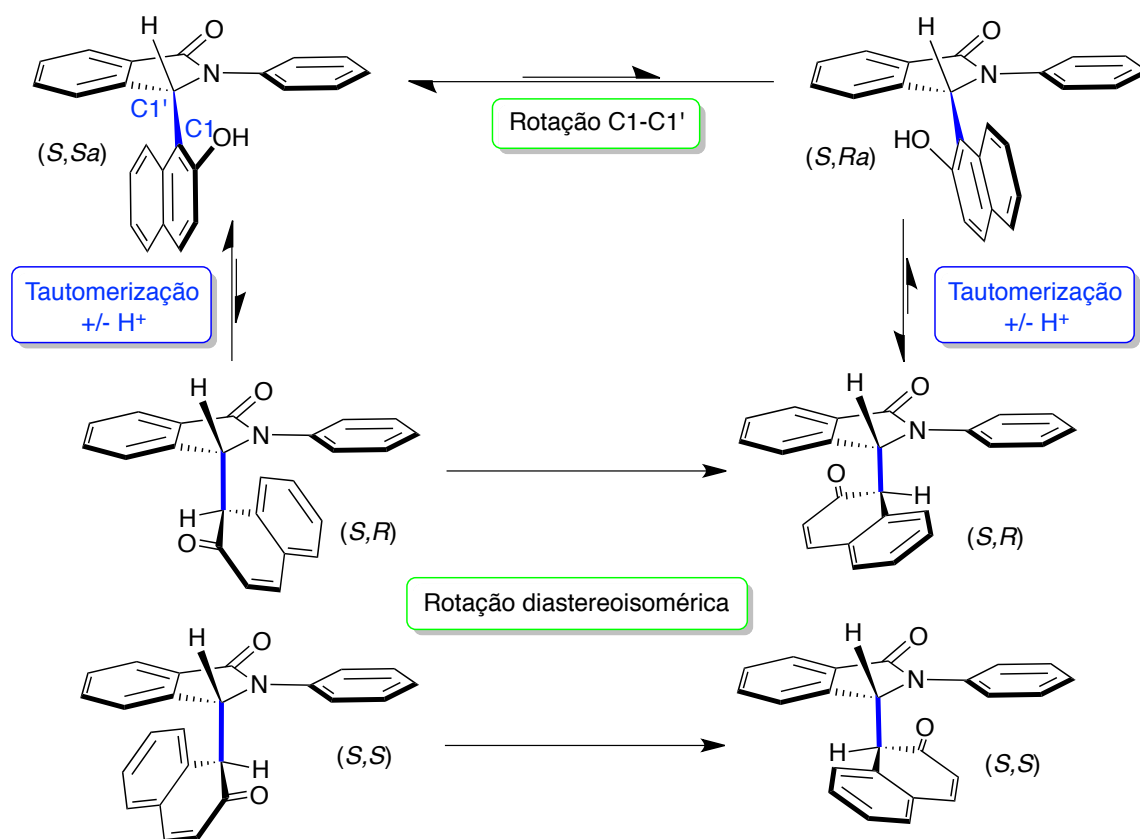 H
O
N
C1'
C1
OH
(S,Sa)
Rotação C1-C1'
H
O
N
HO
(S,Ra)
Tautomerização
+/- H⁺
Tautomerização
+/- H⁺
H
O
N
H
O
(S,R)
H
O
N
O
H
(S,R)
Rotação diastereoisomérica
H
O
N
H
O
(S,S)
H
O
N
O
H
(S,S)